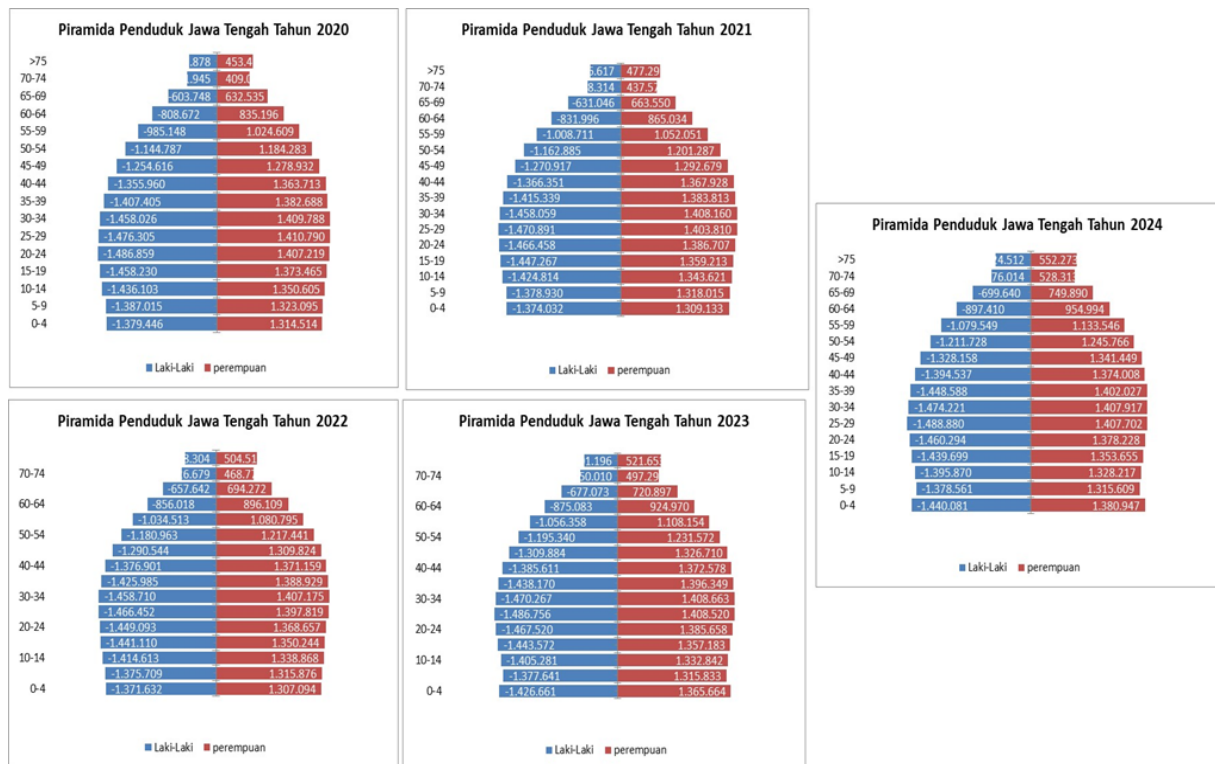 Piramida Penduduk Jawa Tengah Tahun 2020
>75 .878 453.4
70-74 .945 409.0
65-69 -603.748 632.535
60-64 -808.672 835.196
55-59 -985.148 1.024.609
50-54 -1.144.787 1.184.283
45-49 -1.254.616 1.278.932
40-44 -1.355.960 1.363.713
35-39 -1.407.405 1.382.688
30-34 -1.458.026 1.409.788
25-29 -1.476.305 1.410.790
20-24 -1.486.859 1.407.219
15-19 -1.458.230 1.373.465
10-14 -1.436.103 1.350.605
5-9 -1.387.015 1.323.095
0-4 -1.379.446 1.314.514
Laki-Laki perempuan
Piramida Penduduk Jawa Tengah Tahun 2021
>75 5.617 477.29
70-74 8.314 437.52
65-69 -631.046 663.550
60-64 -831.996 865.034
55-59 -1.008.711 1.052.051
50-54 -1.162.885 1.201.287
45-49 -1.270.917 1.292.679
40-44 -1.366.351 1.367.928
35-39 -1.415.339 1.383.813
30-34 -1.458.059 1.408.160
25-29 -1.470.891 1.403.810
20-24 -1.466.458 1.386.707
15-19 -1.447.267 1.359.213
10-14 -1.424.814 1.343.621
5-9 -1.378.930 1.318.015
0-4 -1.374.032 1.309.133
Laki-Laki perempuan
Piramida Penduduk Jawa Tengah Tahun 2022
3.304 504.51
70-74 6.679 468.7
-657.642 694.272
60-64 -856.018 896.109
-1.034.513 1.080.795
50-54 -1.180.963 1.217.441
-1.290.544 1.309.824
40-44 -1.376.901 1.371.159
-1.425.985 1.388.929
30-34 -1.458.710 1.407.175
-1.466.452 1.397.819
20-24 -1.449.093 1.368.657
-1.441.110 1.350.244
10-14 -1.414.613 1.338.868
-1.375.709 1.315.876
0-4 -1.371.632 1.307.094
Laki-Laki perempuan
Piramida Penduduk Jawa Tengah Tahun 2023
1.196 521.65
70-74 50.010 497.29
-677.073 720.897
60-64 -875.083 924.970
-1.056.358 1.108.154
50-54 -1.195.340 1.231.572
-1.309.884 1.326.710
40-44 -1.385.611 1.372.578
-1.438.170 1.396.349
30-34 -1.470.267 1.408.663
-1.486.756 1.408.520
20-24 -1.467.520 1.385.658
-1.443.572 1.357.183
10-14 -1.405.281 1.332.842
-1.377.641 1.315.833
0-4 -1.426.661 1.365.664
Laki-Laki perempuan
Piramida Penduduk Jawa Tengah Tahun 2024
>75 24.512 552.273
70-74 76.014 528.313
65-69 -699.640 749.890
60-64 -897.410 954.994
55-59 -1.079.549 1.133.546
50-54 -1.211.728 1.245.766
45-49 -1.328.158 1.341.449
40-44 -1.394.537 1.374.008
35-39 -1.448.588 1.402.027
30-34 -1.474.221 1.407.917
25-29 -1.488.880 1.407.702
20-24 -1.460.294 1.378.228
15-19 -1.439.699 1.353.655
10-14 -1.395.870 1.328.217
5-9 -1.378.561 1.315.609
0-4 -1.440.081 1.380.947
Laki-Laki perempuan